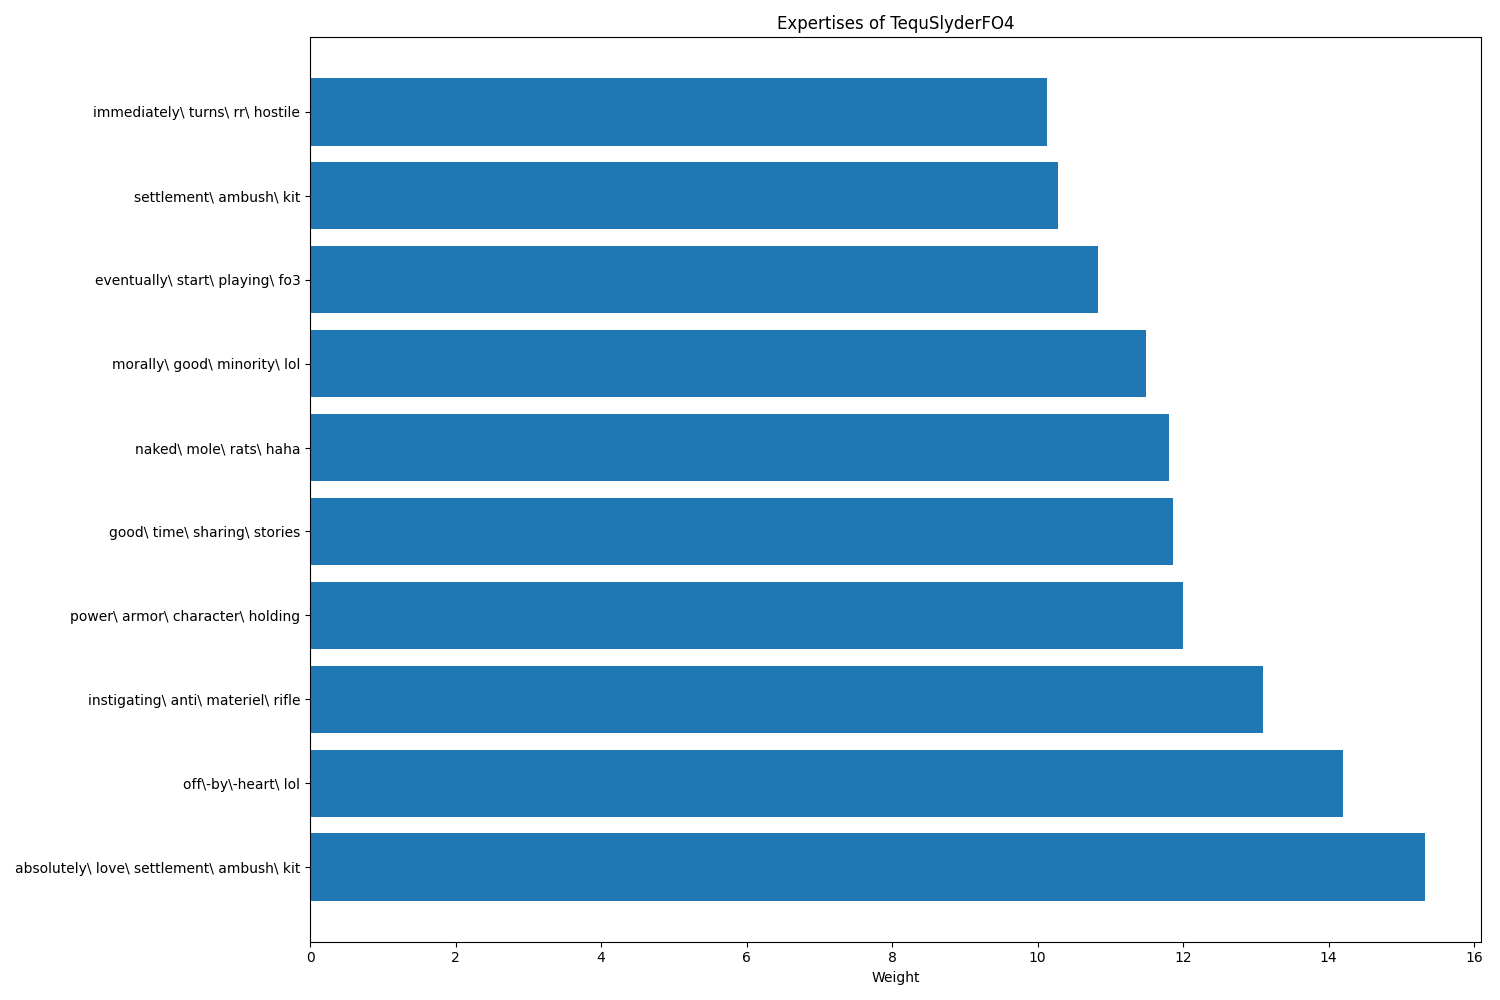 Expertises of TequSlyderFO4
immediately\ turns\ rr\ hostile
settlement\ ambush\ kit
eventually\ start\ playing\ fo3
morally\ good\ minority\ lol
naked\ mole\ rats\ haha
good\ time\ sharing\ stories
power\ armor\ character\ holding
instigating\ anti\ materiel\ rifle
off\-by\-heart\ lol
absolutely\ love\ settlement\ ambush\ kit
0 2 4 6 8 10 12 14 16
Weight